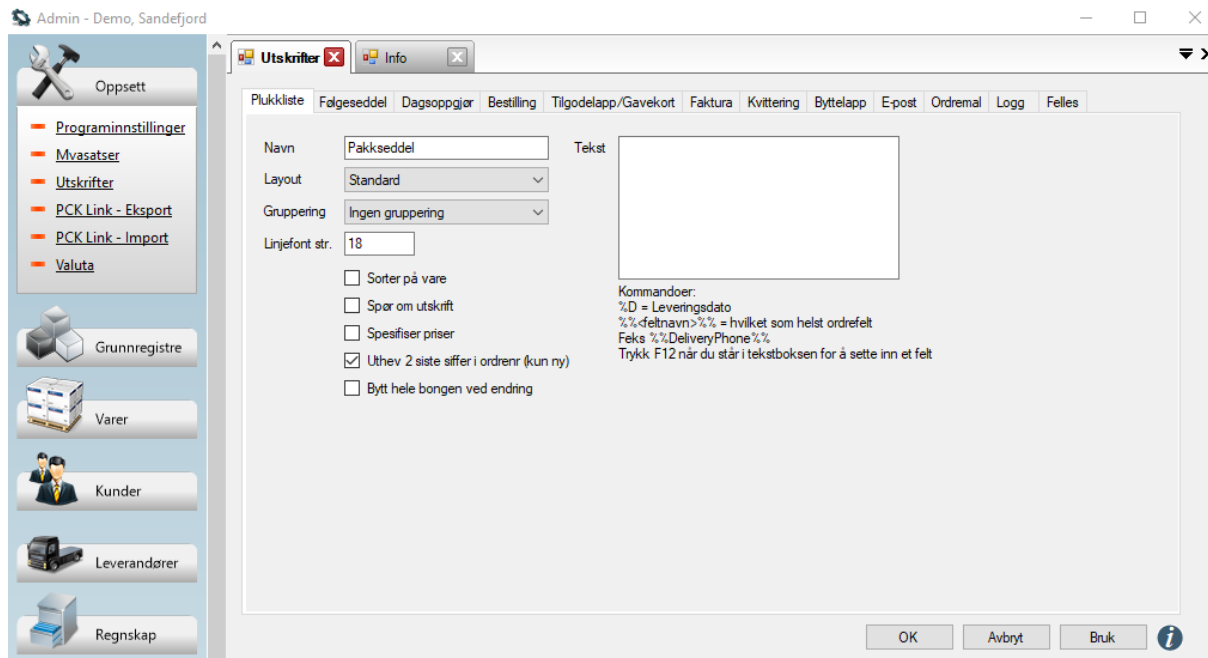 Admin - Demo, Sandefjord
Oppsett
Programinnstillinger
Mvasatser
Utskrifter
PCK Link - Eksport
PCK Link - Import
Valuta
Grunnregistre
Varer
Kunder
Leverandører
Regnskap
Utskrifter Info
Plukkliste Følgeseddel Dagsoppgjør Bestilling Tilgodelapp/Gavekort Faktura Kvittering Byttelapp E-post Ordremal Logg Felles
Navn Pakkseddel
Layout Standard
Gruppering Ingen gruppering
Linjefont str. 18
Sorter på vare
Spør om utskrift
Spesifiser priser
Uthev 2 siste siffer i ordrenr (kun ny)
Bytt hele bongen ved endring
Tekst
Kommandoer:
%D = Leveringsdato
%%<feltnavn>%% = hvilket som helst ordrefelt
Feks %%DeliveryPhone%%
Trykk F12 når du står i tekstboksen for å sette inn et felt
OK Avbryt Bruk